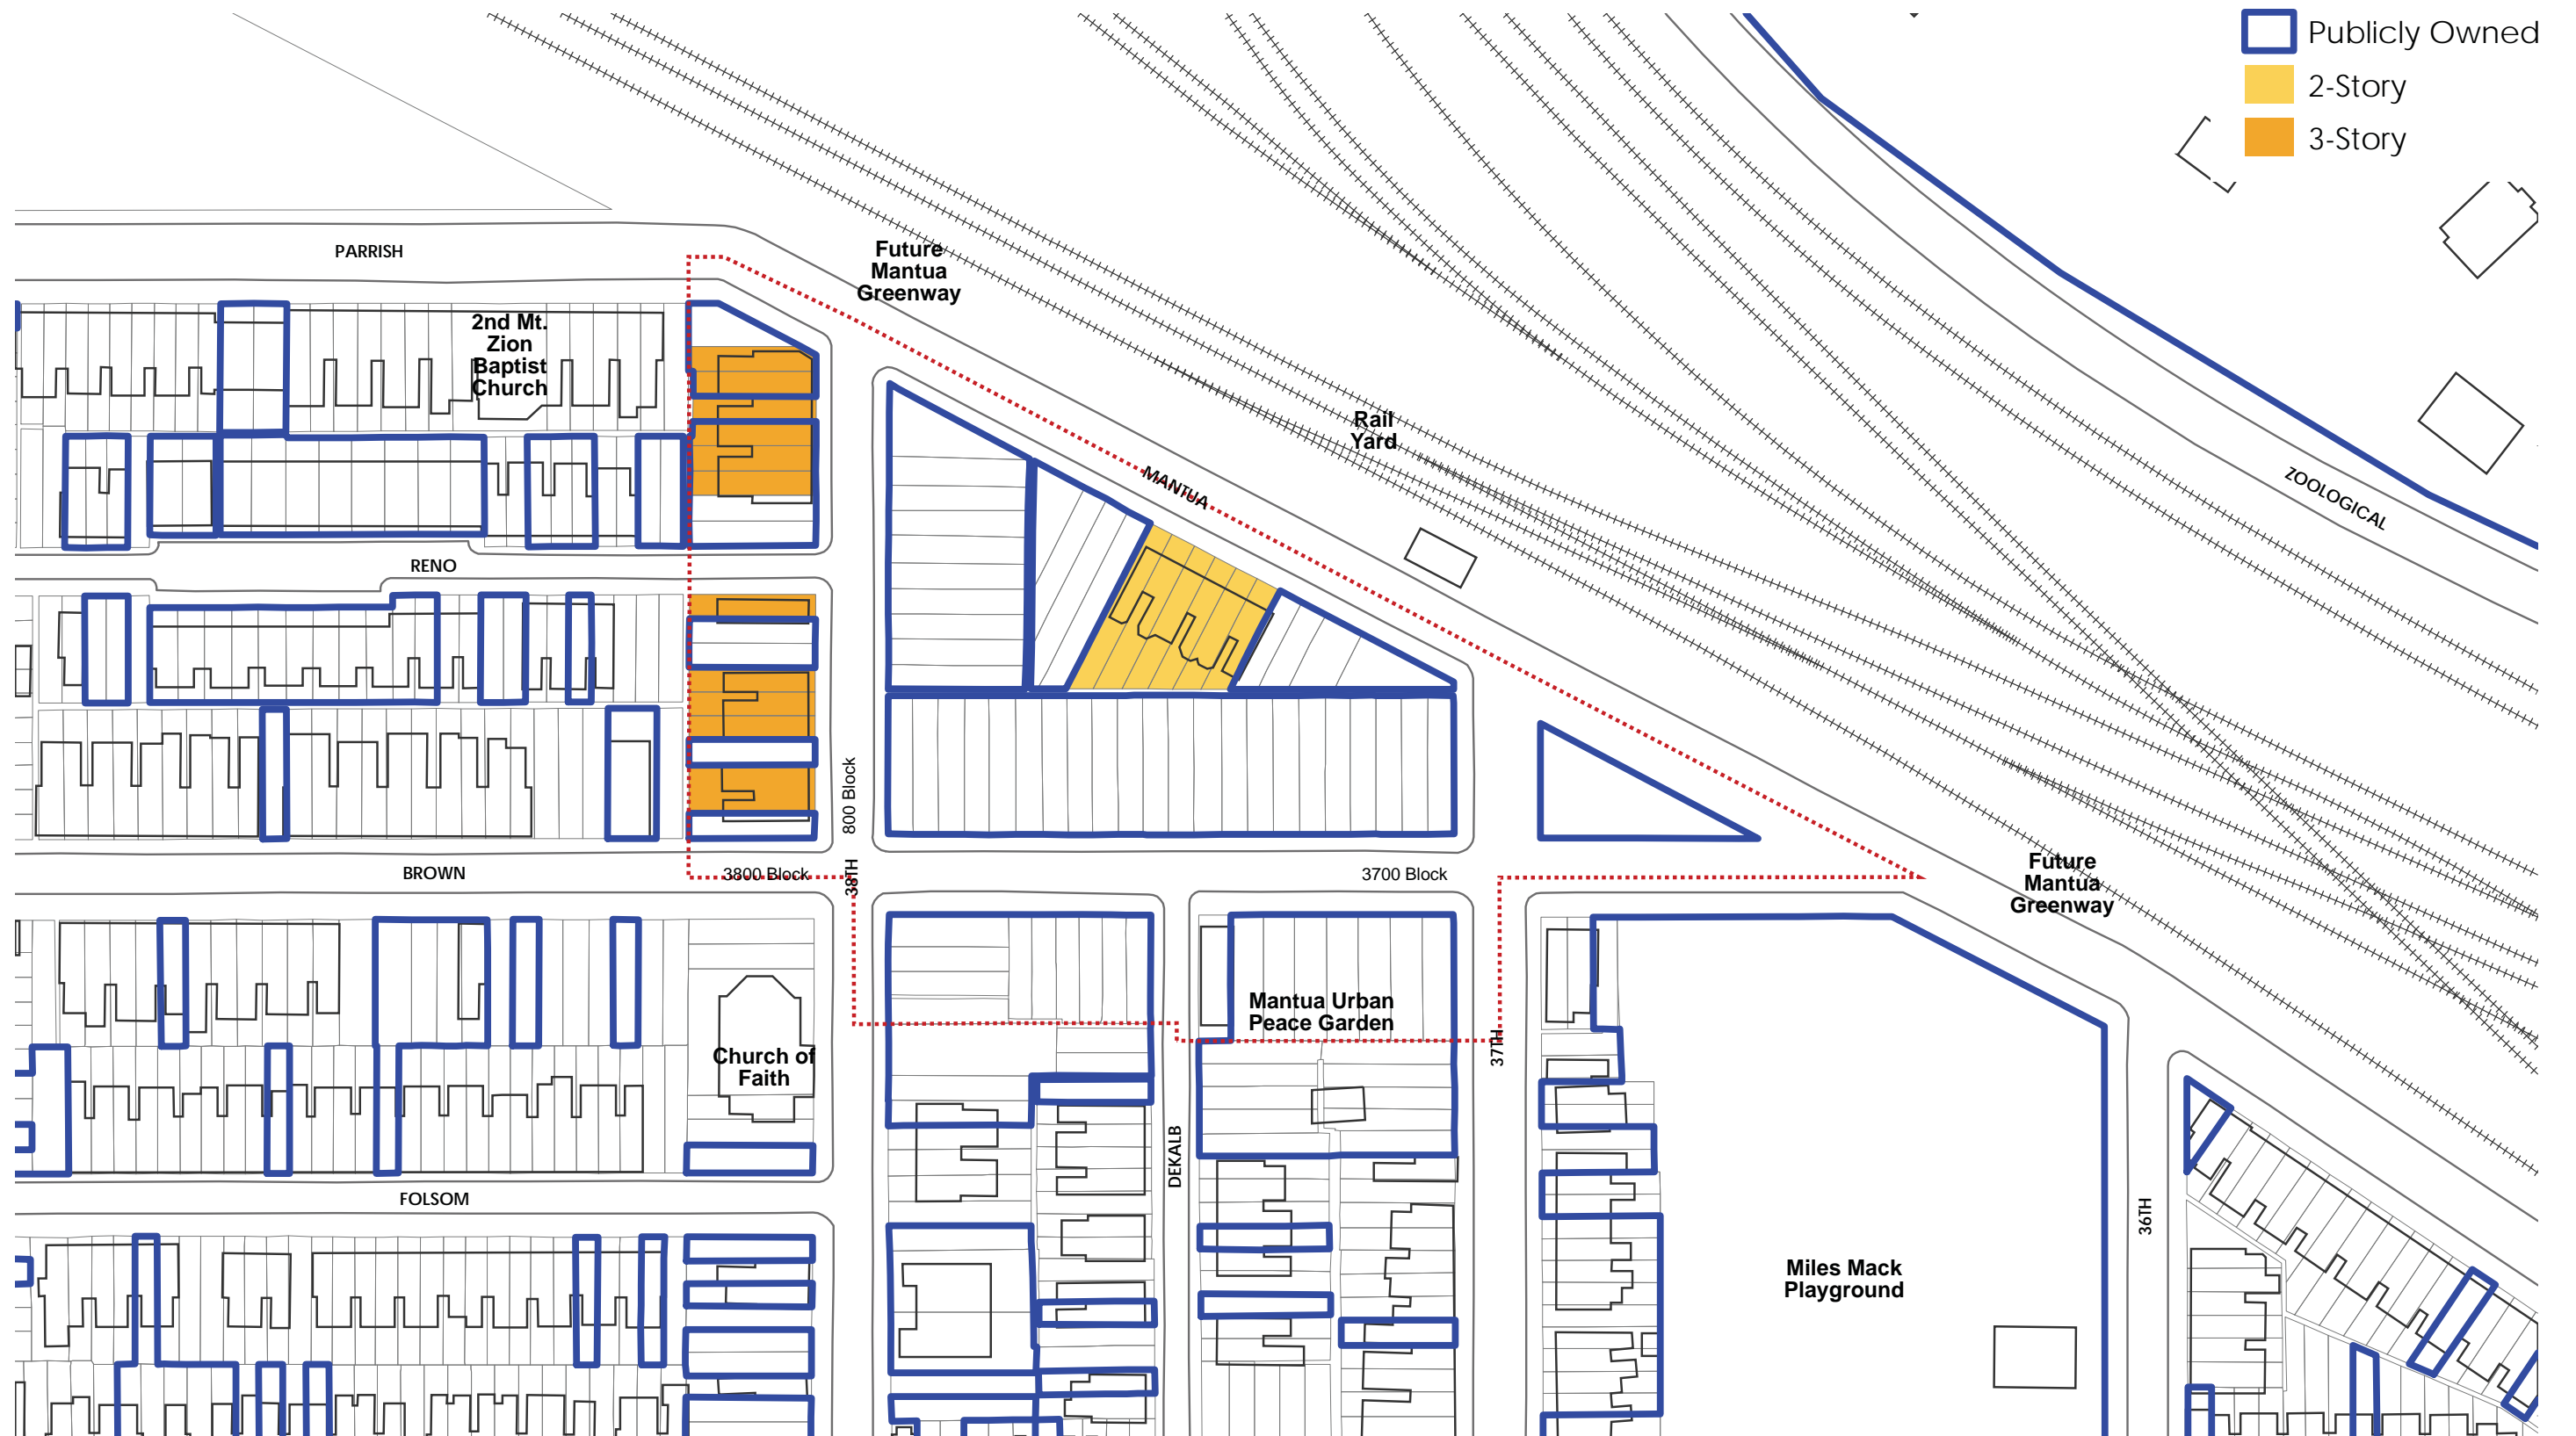 Publicly Owned
2-Story
3-Story
PARRISH
Future
Mantua
Greenway
2nd Mt.
Zion
Baptist
Church
Rail
Yard
MANTUA
ZOOLOGICAL
RENO
800 Block
BROWN
3800 Block
38TH
3700 Block
Future
Mantua
Greenway
Mantua Urban
Peace Garden
37TH
Church of
Faith
DEKALB
FOLSOM
36TH
Miles Mack
Playground